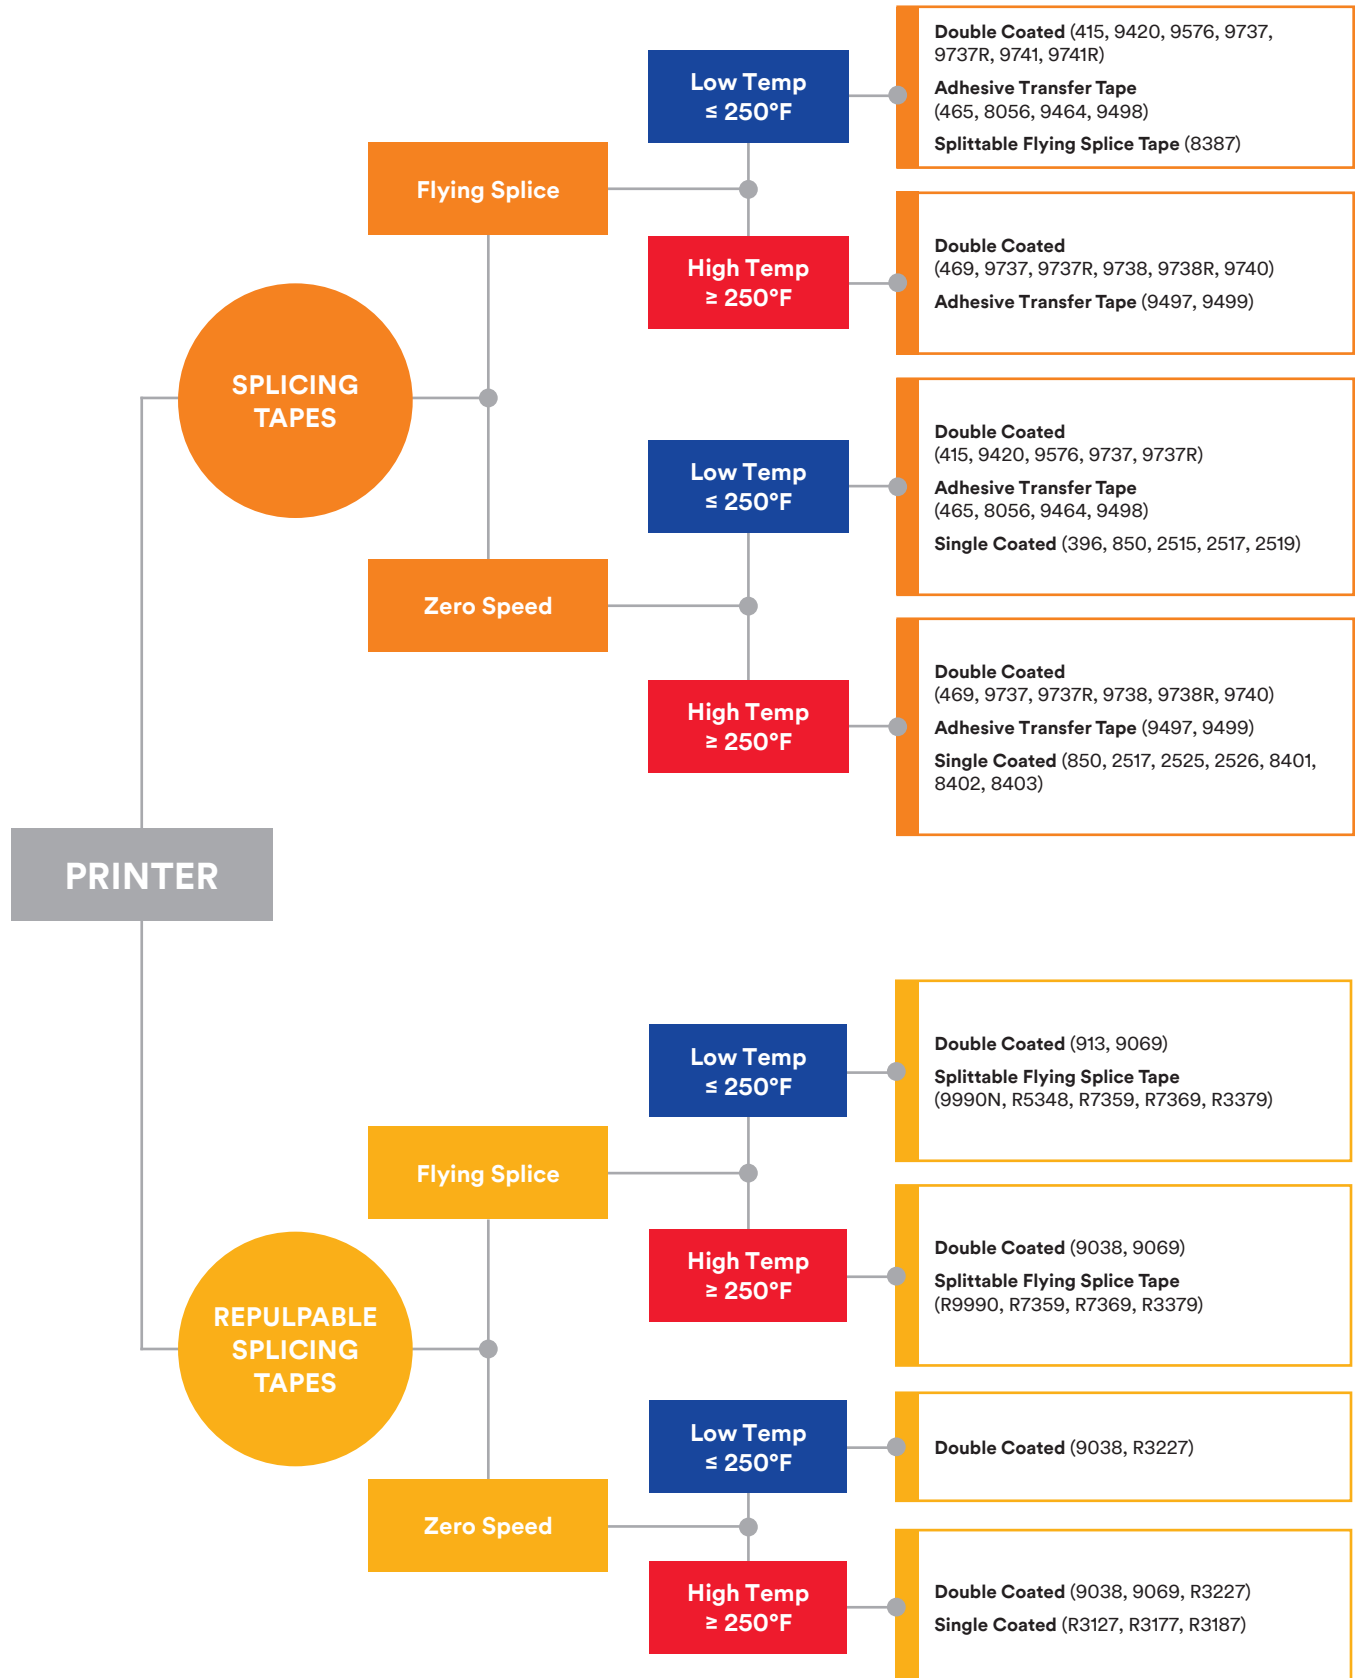 PRINTER
SPLICING
TAPES
Flying Splice
Low Temp
≤ 250°F
Double Coated (415, 9420, 9576, 9737,
9737R, 9741, 9741R)
Adhesive Transfer Tape
(465, 8056, 9464, 9498)
Splittable Flying Splice Tape (8387)
High Temp
≥ 250°F
Double Coated
(469, 9737, 9737R, 9738, 9738R, 9740)
Adhesive Transfer Tape (9497, 9499)
Zero Speed
Low Temp
≤ 250°F
Double Coated
(415, 9420, 9576, 9737, 9737R)
Adhesive Transfer Tape
(465, 8056, 9464, 9498)
Single Coated (396, 850, 2515, 2517, 2519)
High Temp
≥ 250°F
Double Coated
(469, 9737, 9737R, 9738, 9738R, 9740)
Adhesive Transfer Tape (9497, 9499)
Single Coated (850, 2517, 2525, 2526, 8401,
8402, 8403)
REPULPABLE
SPLICING
TAPES
Flying Splice
Low Temp
≤ 250°F
Double Coated (913, 9069)
Splittable Flying Splice Tape
(9990N, R5348, R7359, R7369, R3379)
High Temp
≥ 250°F
Double Coated (9038, 9069)
Splittable Flying Splice Tape
(R9990, R7359, R7369, R3379)
Zero Speed
Low Temp
≤ 250°F
Double Coated (9038, R3227)
High Temp
≥ 250°F
Double Coated (9038, 9069, R3227)
Single Coated (R3127, R3177, R3187)